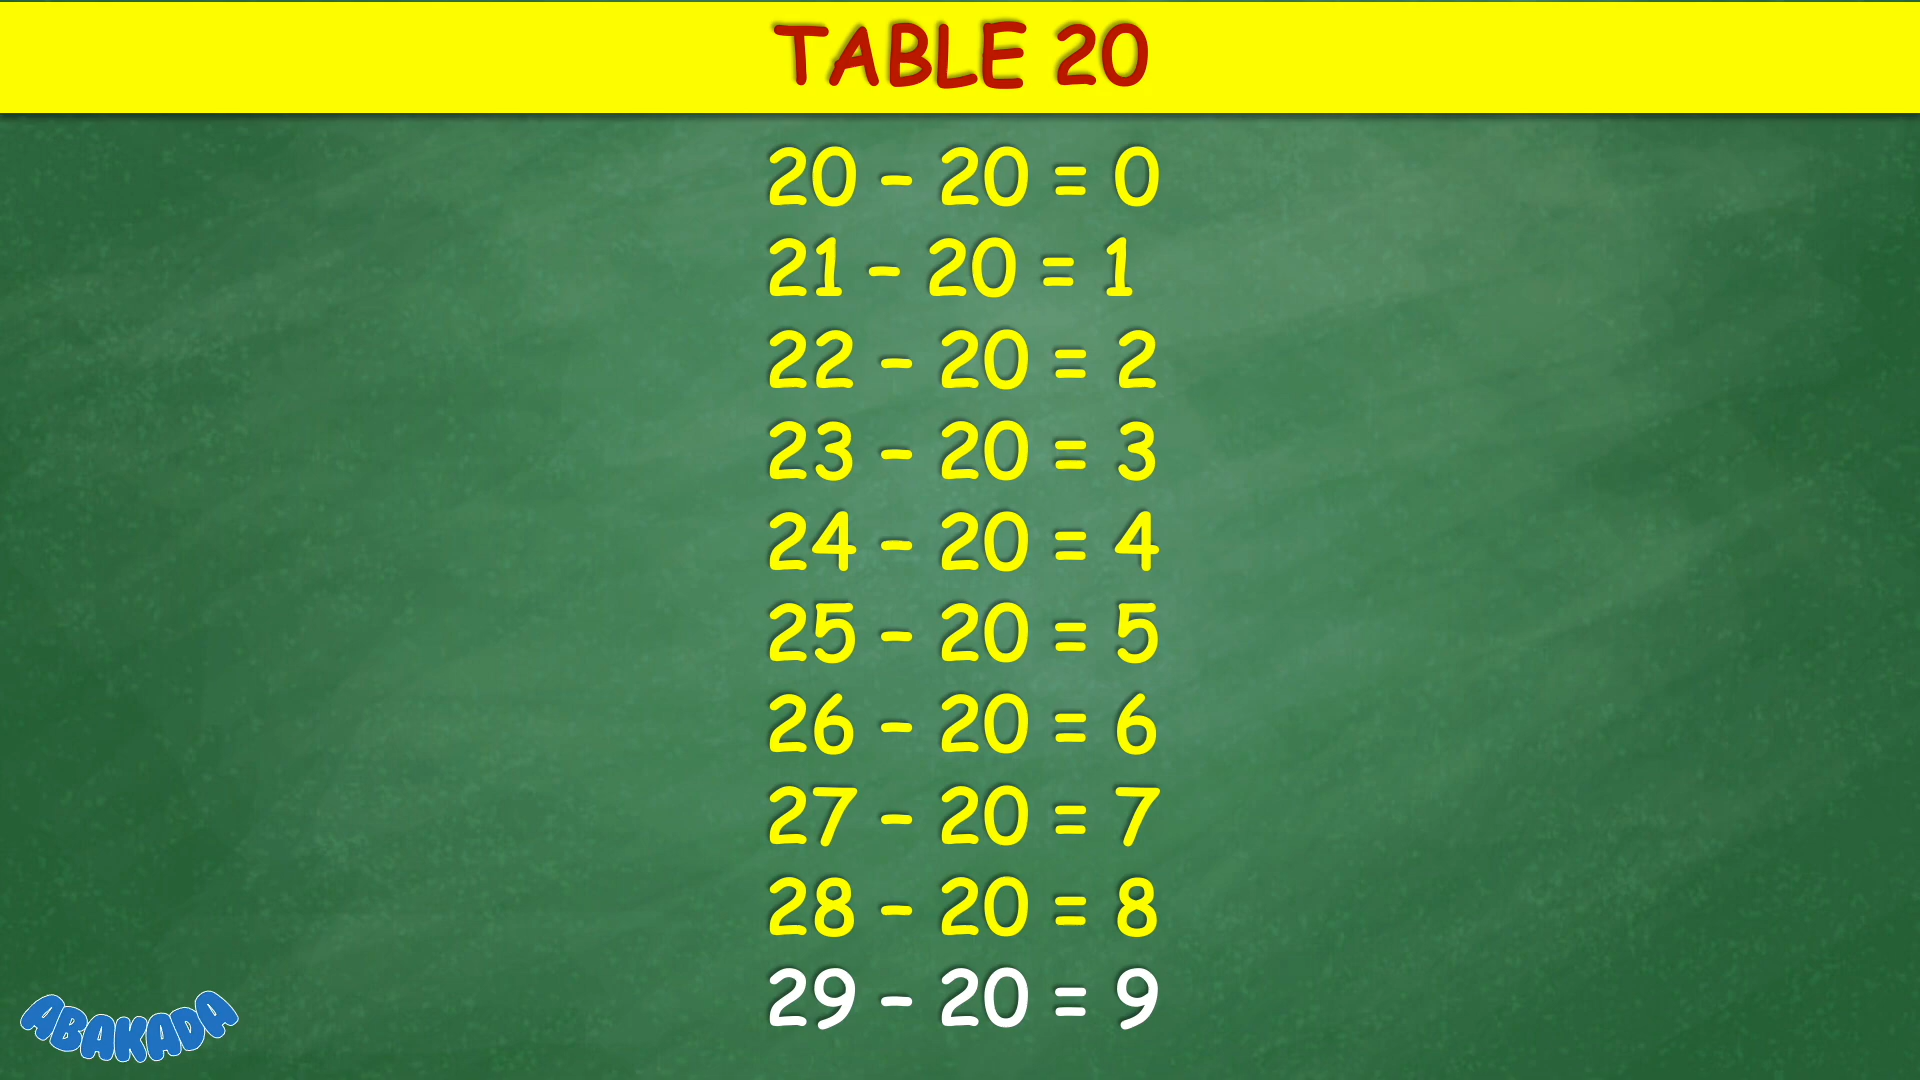 TABLE 20
20 - 20 = 0
21 - 20 = 1
22 - 20 = 2
23 - 20 = 3
24 - 20 = 4
25 - 20 = 5
26 - 20 = 6
27 - 20 = 7
28 - 20 = 8
29 - 20 = 9
ABAKADA